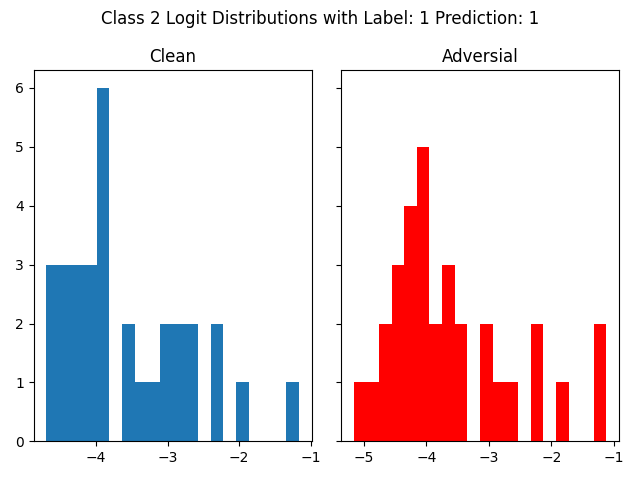 Class 2 Logit Distributions with Label: 1 Prediction: 1
Clean
Adversial
6
5
4
3
2
1
0
−4 −3 −2 −1
−5 −4 −3 −2 −1